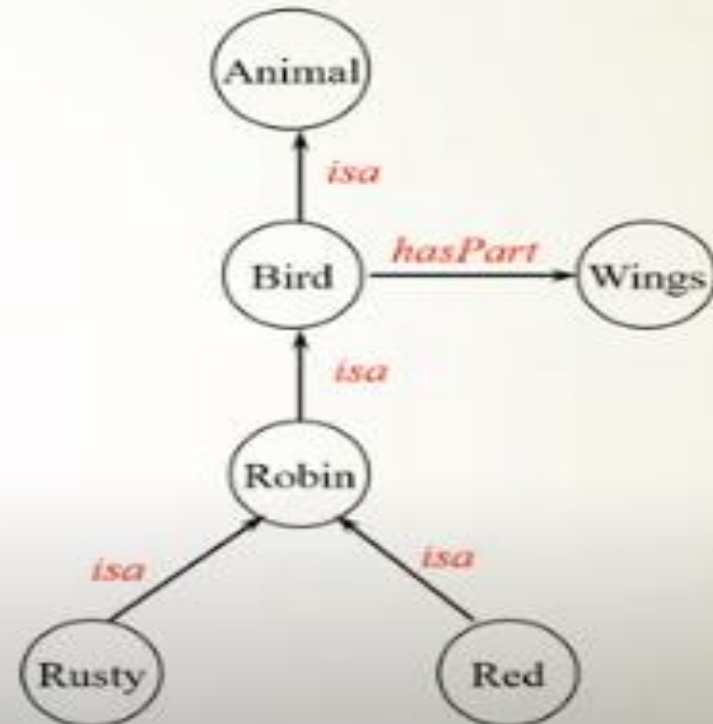 Animal
isa
hasPart
Bird
Wings
isa
Robin
isa
isa
Rusty
Red